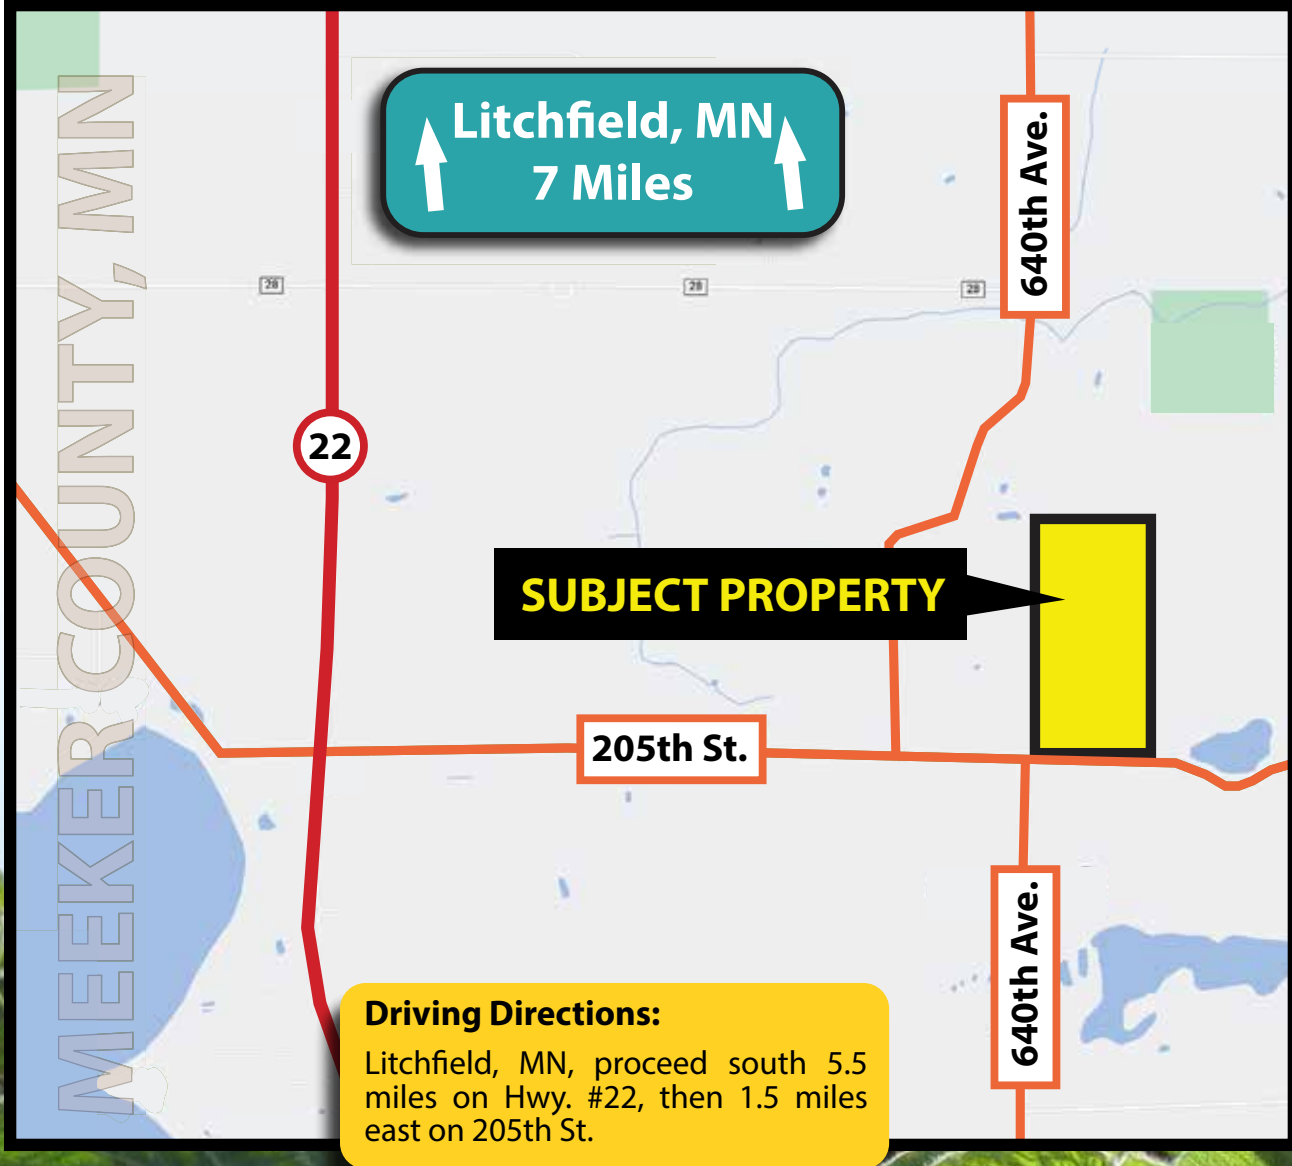 MEEKER COUNTY, MN
Litchfield, MN
7 Miles
640th Ave.
28
28
28
22
SUBJECT PROPERTY
205th St.
640th Ave.
Driving Directions:
Litchfield, MN, proceed south 5.5
miles on Hwy. #22, then 1.5 miles
east on 205th St.